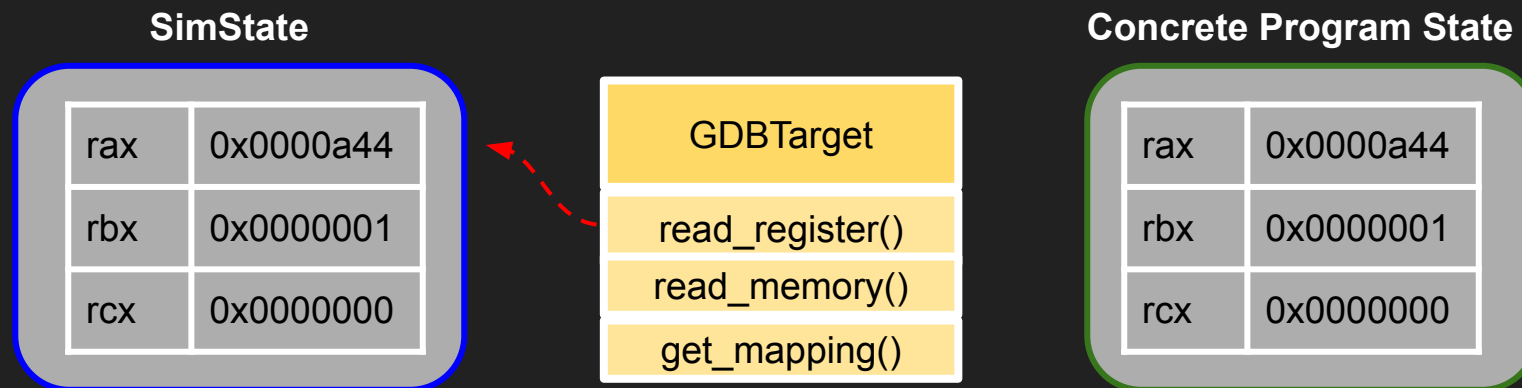 SimState
Concrete Program State
rax 0x0000a44
rbx 0x0000001
rcx 0x0000000
GDBTarget
read_register()
read_memory()
get_mapping()
rax 0x0000a44
rbx 0x0000001
rcx 0x0000000